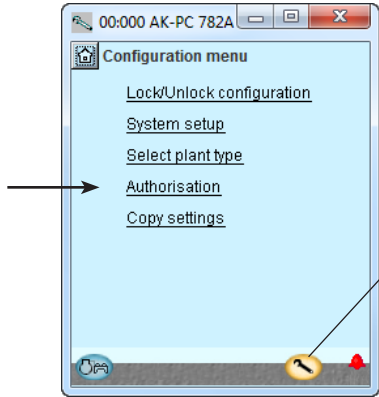 00:000 AK-PC 782A
Configuration menu
Lock/Unlock configuration
System setup
Select plant type
Authorisation
Copy settings